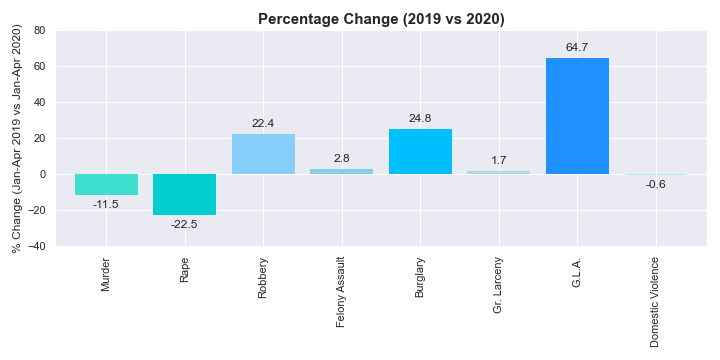 Percentage Change (2019 vs 2020)
% Change (Jan-Apr 2019 vs Jan-Apr 2020)
80
60
40
20
0
−20
−40
-11.5
-22.5
22.4
2.8
24.8
1.7
64.7
-0.6
Murder
Rape
Robbery
Felony Assault
Burglary
Gr. Larceny
G.L.A.
Domestic Violence